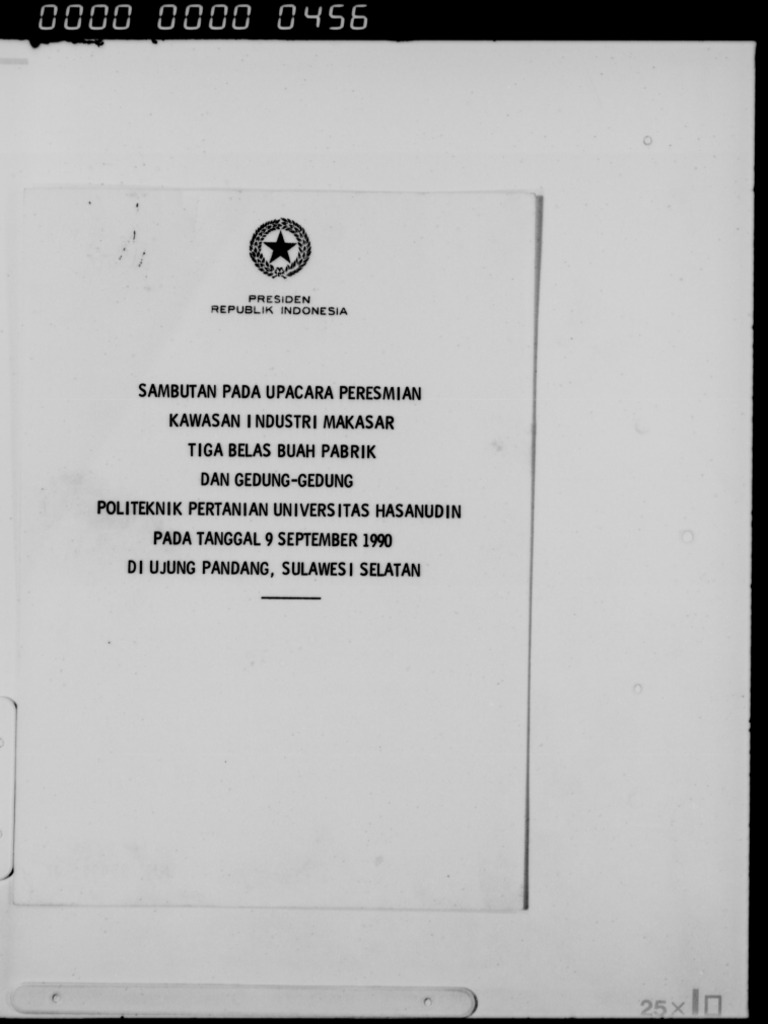 0000 0000 0456
PRESIDEN
REPUBLIK INDONESIA
SAMBUTAN PADA UPACARA PERESMIAN
KAWASAN INDUSTRI MAKASAR
TIGA BELAS BUAH PABRIK
DAN GEDUNG-GEDUNG
POLITEKNIK PERTANIAN UNIVERSITAS HASANUDIN
PADA TANGGAL 9 SEPTEMBER 1990
DI UJUNG PANDANG, SULAWESI SELATAN
25×